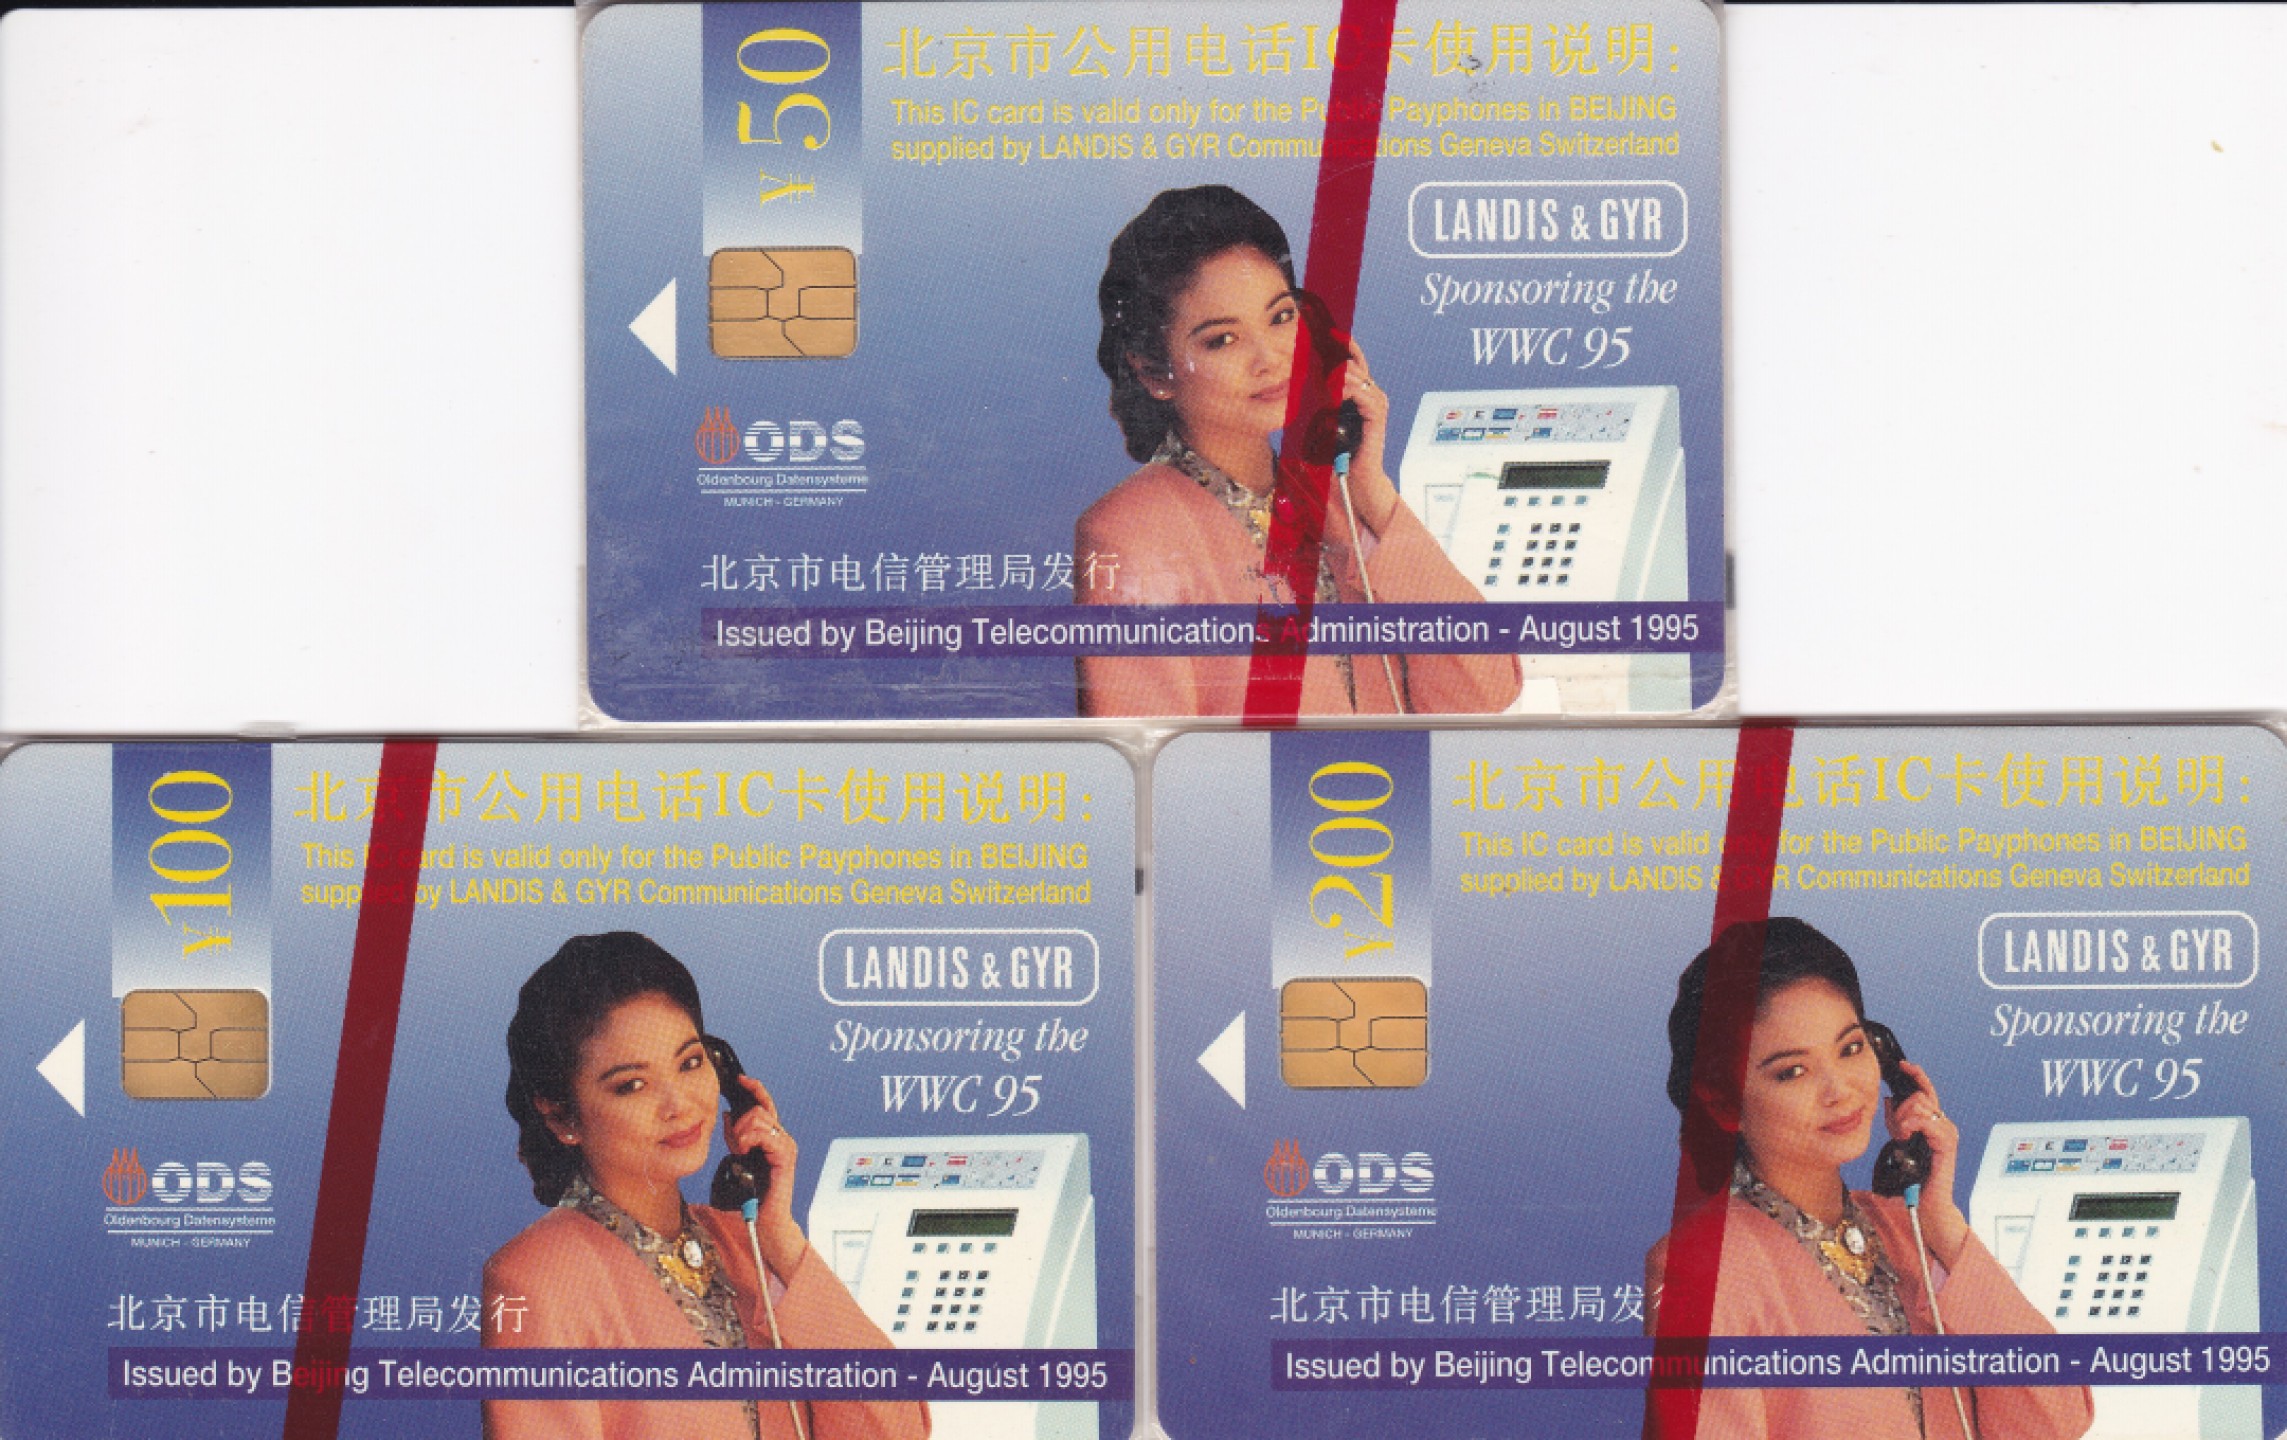 ¥ 50
北京市公用电话IC卡使用说明:
This IC card is valid only for the Public Payphones in BEIJING
supplied by LANDIS & GYR Communications Geneva Switzerland
LANDIS & GYR
Sponsoring the
WWC 95
ODS
Oldenbourg Datensysteme
MUNICH - GERMANY
北京市电信管理局发行
Issued by Beijing Telecommunications Administration - August 1995
¥100
北京市公用电话IC卡使用说明:
This IC card is valid only for the Public Payphones in BEIJING
supplied by LANDIS & GYR Communications Geneva Switzerland
LANDIS & GYR
Sponsoring the
WWC 95
ODS
Oldenbourg Datensysteme
MUNICH - GERMANY
北京市电信管理局发行
Issued by Beijing Telecommunications Administration - August 1995
¥200
北京市公用电话IC卡使用说明:
This IC card is valid only for the Public Payphones in BEIJING
supplied by LANDIS & GYR Communications Geneva Switzerland
LANDIS & GYR
Sponsoring the
WWC 95
ODS
Oldenbourg Datensysteme
MUNICH - GERMANY
北京市电信管理局发
Issued by Beijing Telecommunications Administration - August 1995